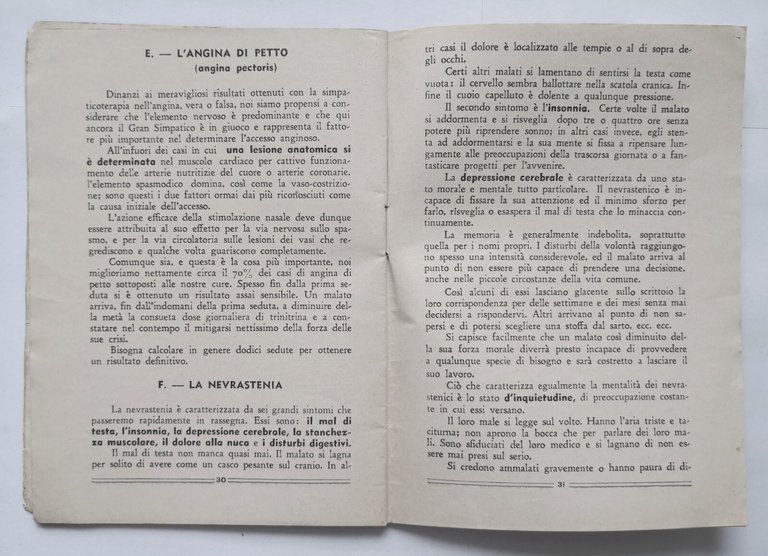 E. — L'ANGINA DI PETTO
(angina pectoris)
Dinanzi ai meravigliosi risultati ottenuti con la simpa-
ticoterapia nell'angina, vera o falsa, noi siamo propensi a con-
siderare che l'elemento nervoso è predominante e che qui
ancora il Gran Simpatico è in giuoco e rappresenta il fatto-
re più importante nel determinare l'accesso anginoso.
All'infuori dei casi in cui una lesione anatomica si
è determinata nel muscolo cardiaco per cattivo funziona-
mento delle arterie nutritizie del cuore o arterie coronarie,
l'elemento spasmodico domina, così come la vaso-costrizio-
ne; sono questi i due fattori ormai dai più riconosciuti come
la causa iniziale dell'accesso.
L'azione efficace della stimolazione nasale deve dunque
essere attribuita al suo effetto per la via nervosa sullo spa-
smo, e per la via circolatoria sulle lesioni dei vasi che re-
grediscono e qualche volta guariscono completamente.
Comunque sia, e questa è la cosa più importante, noi
miglioriamo nettamente circa il 70% dei casi di angina di
petto sottoposti alle nostre cure. Spesso fin dalla prima se-
duta si è ottenuto un risultato assai sensibile. Un malato
arriva, fin dall'indomani della prima seduta, a diminuire del-
la metà la consueta dose giornaliera di trinitrina e a con-
statare nel contempo il mitigarsi nettissimo della forza delle
sue crisi.
Bisogna calcolare in genere dodici sedute per ottenere
un risultato definitivo.
F. — LA NEVRASTENIA
La nevrastenia è caratterizzata da sei grandi sintomi che
passeremo rapidamente in rassegna. Essi sono: il mal di
testa, l'insonnia, la depressione cerebrale, la stanchez-
za muscolare, il dolore alla nuca e i disturbi digestivi.
Il mal di testa non manca quasi mai. Il malato si lagna
per solito di avere come un casco pesante sul cranio. In al-
30
tri casi il dolore è localizzato alle tempie o al di sopra de-
gli occhi.
Certi altri malati si lamentano di sentirsi la testa come
vuota: il cervello sembra ballottare nella scatola cranica. In-
fine il cuoio capelluto è dolente a qualunque pressione.
Il secondo sintomo è l'insonnia. Certe volte il malato
si addormenta e si risveglia dopo tre o quattro ore senza
potere più riprendere sonno; in altri casi invece, egli sten-
ta ad addormentarsi e la sua mente si fissa a ripensare lun-
gamente alle preoccupazioni della trascorsa giornata o a fan-
tasticare progetti per l'avvenire.
La depressione cerebrale è caratterizzata da uno sta-
to morale e mentale tutto particolare. Il nevrastenico è in-
capace di fissare la sua attenzione ed il minimo sforzo per
farlo, risveglia o esaspera il mal di testa che lo minaccia con-
tinuamente.
La memoria è generalmente indebolita, soprattutto
quella per i nomi propri. I disturbi della volontà raggiungo-
no spesso una intensità considerevole, ed il malato arriva al
punto di non essere più capace di prendere una decisione,
anche nelle piccole circostanze della vita comune.
Così alcuni di essi lasciano giacente sullo scrittoio la
loro corrispondenza per delle settimane e dei mesi senza mai
decidersi a rispondervi. Altri arrivano al punto di non sa-
persi e di potersi scegliere una stoffa dal sarto, ecc. ecc.
Si capisce facilmente che un malato così diminuito del-
la sua forza morale diverrà presto incapace di provvedere
a qualunque specie di bisogno e sarà costretto a lasciare il
suo lavoro.
Ciò che caratterizza egualmente la mentalità dei nevra-
stenici è lo stato d'inquietudine, di preoccupazione costan-
te in cui essi versano.
Il loro male si legge sul volto. Hanno l'aria triste e ta-
citurna; non aprono la bocca che per parlare dei loro ma-
li. Sono sfiduciati del loro medico e si lagnano di non es-
sere mai presi sul serio.
Si credono ammalati gravemente o hanno paura di di-
31